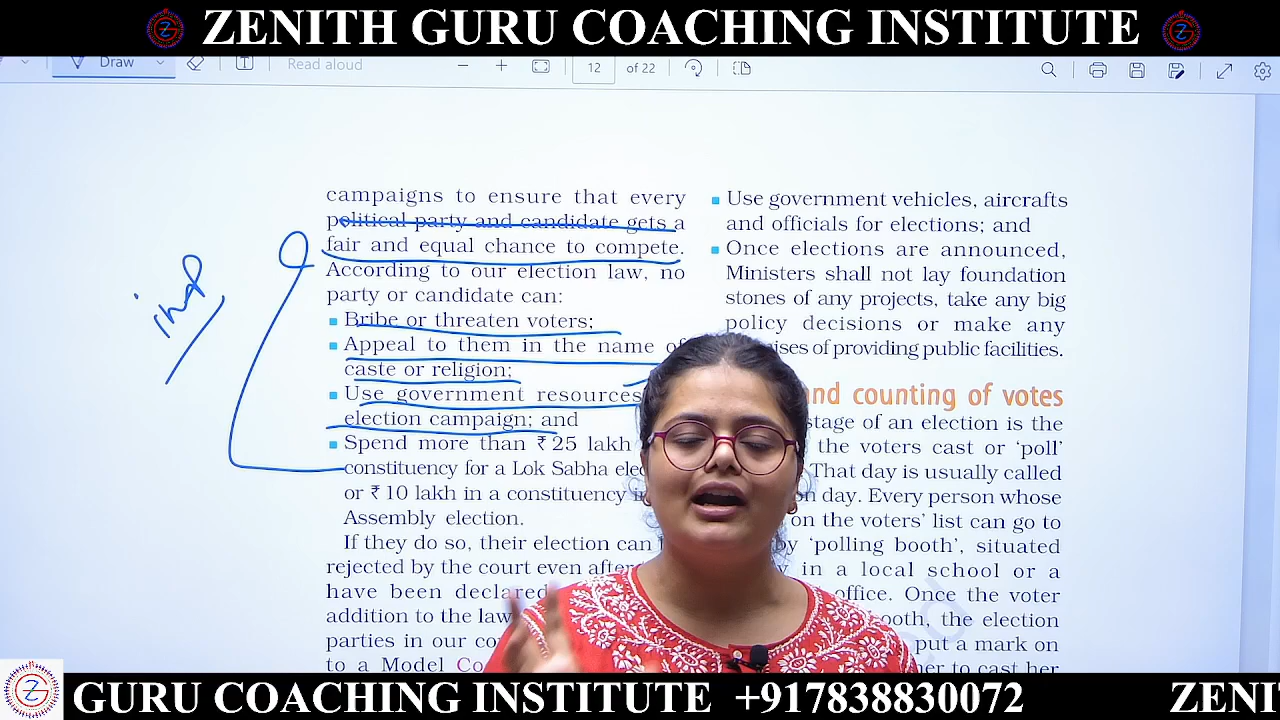 ZENITH GURU COACHING INSTITUTE
Draw
Read aloud
12
of 22
campaigns to ensure that every
political party and candidate gets a
fair and equal chance to compete.
According to our election law, no
party or candidate can:
Bribe or threaten voters;
Appeal to them in the name of
caste or religion;
Use government resources
election campaign; and
Spend more than ₹ 25 lakh
constituency for a Lok Sabha
or ₹ 10 lakh in a constituency
Assembly election.
If they do so, their election can
rejected by the court even after
have been declared
addition to the
parties in our
to a Model
imp
Use government vehicles, aircrafts
and officials for elections; and
Once elections are announced,
Ministers shall not lay foundation
stones of any projects, take any big
policy decisions or make any
of providing public facilities.
and counting of votes
stage of an election is the
the voters cast or ‘poll’
That day is usually called
day. Every person whose
on the voters’ list can go to
‘polling booth’, situated
in a local school or a
office. Once the voter
the election
put a mark on
to cast her
GURU COACHING INSTITUTE +917838830072
ZENI